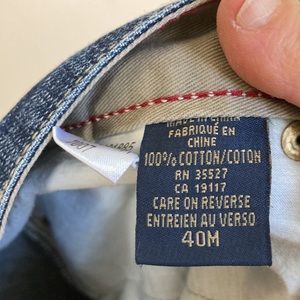 MADE IN CHINA
FABRIQUÉ EN
CHINE
100% COTTON/COTON
RN 35527
CA 19117
CARE ON REVERSE
ENTREIEN AU VERSO
40M